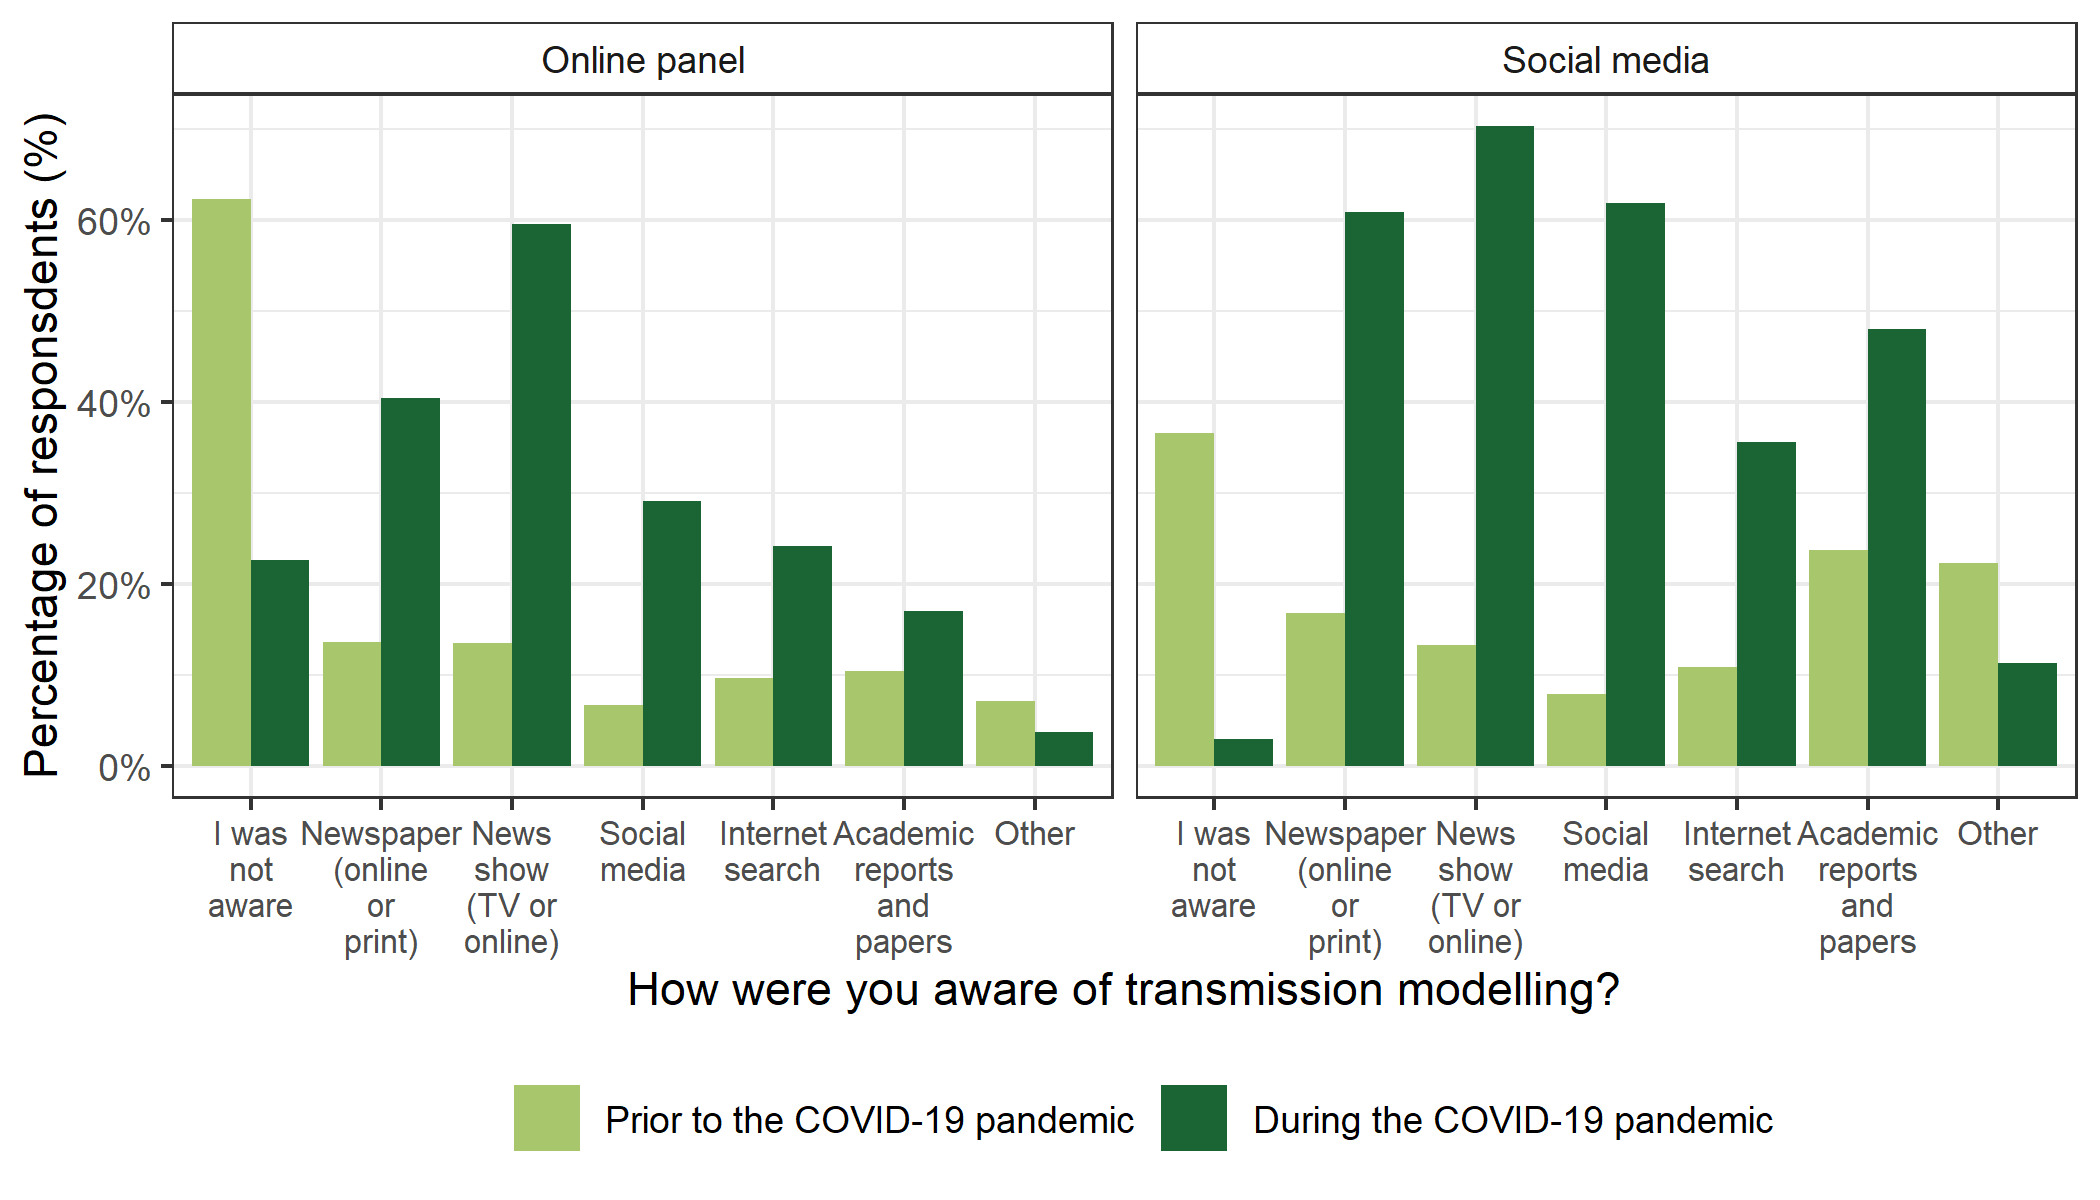 Online panel
Social media
Percentage of responsdents (%)
60%
40%
20%
0%
I was
not
aware
Newspaper
(online
or
print)
News
show
(TV or
online)
Social
media
Internet
search
Academic
reports
and
papers
Other
I was
not
aware
Newspaper
(online
or
print)
News
show
(TV or
online)
Social
media
Internet
search
Academic
reports
and
papers
Other
How were you aware of transmission modelling?
Prior to the COVID-19 pandemic
During the COVID-19 pandemic